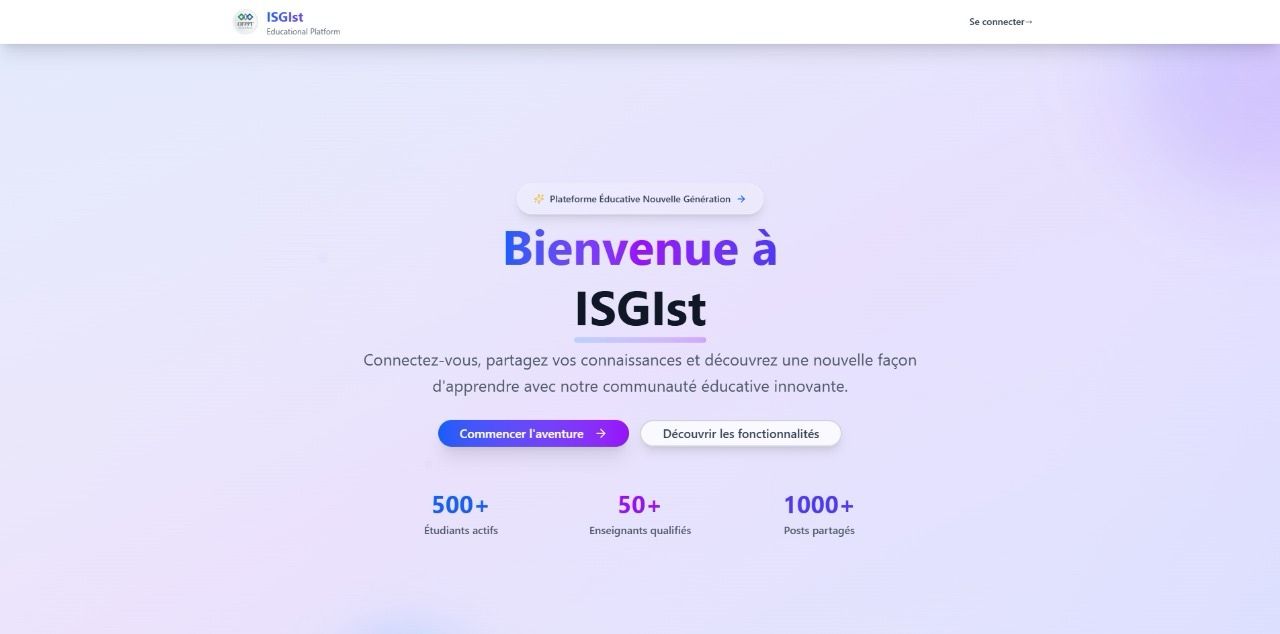 OFPPT
ISGIst
Educational Platform
Se connecter→
✨ Plateforme Éducative Nouvelle Génération →
Bienvenue à
ISGIst
Connectez-vous, partagez vos connaissances et découvrez une nouvelle façon
d'apprendre avec notre communauté éducative innovante.
Commencer l'aventure →
Découvrir les fonctionnalités
500+
Étudiants actifs
50+
Enseignants qualifiés
1000+
Posts partagés